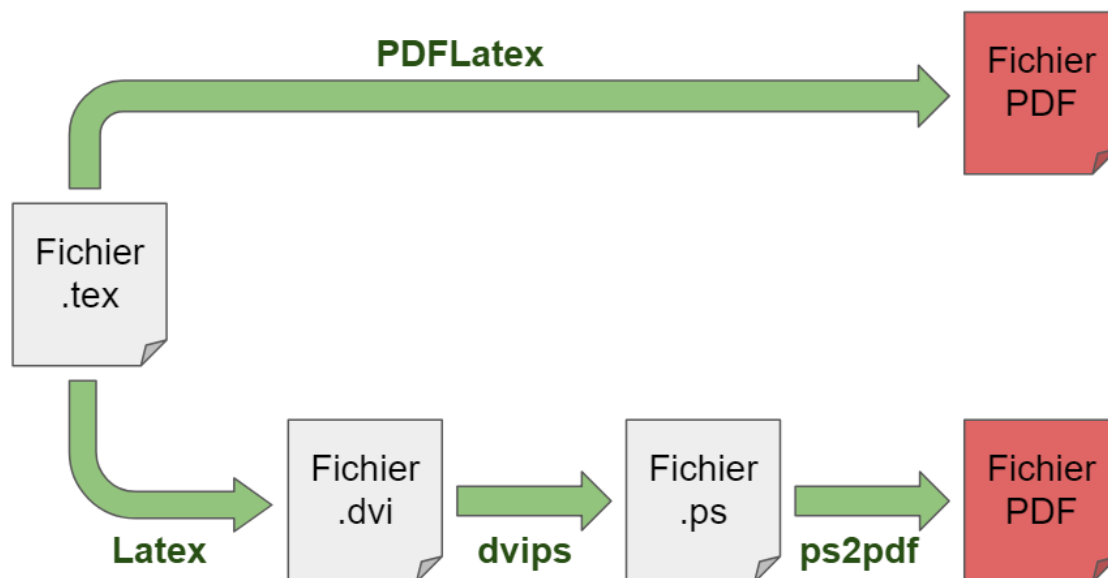 PDFLatex
Fichier
PDF
Fichier
.tex
Fichier
.dvi
Fichier
.ps
Fichier
PDF
Latex
dvips
ps2pdf